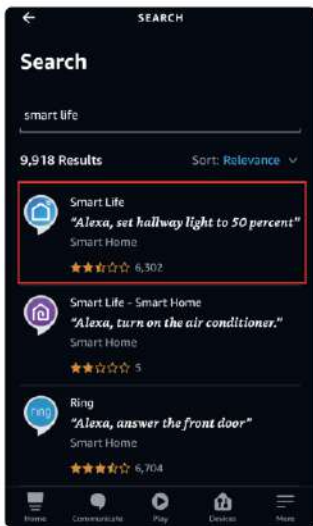 SEARCH
Search
smart life
9,918 Results Sort: Relevance
Smart Life
"Alexa, set hallway light to 50 percent"
Smart Home
6,302
Smart Life - Smart Home
"Alexa, turn on the air conditioner."
Smart Home
5
ring
Ring
"Alexa, answer the front door"
Smart Home
6,704
Home Communicate Play Devices More